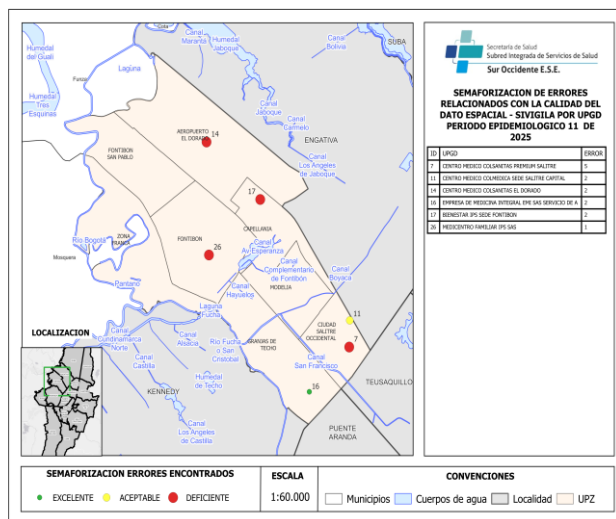 Humedal del Gualí
Funza
Cota
Canal Marantá
Humedal Jaboque
Canal Bolivia
SUBA
Laguna
Humedal Tres Esquinas
Canal Jaboque
Canal Carmelo
ENGATIVA
AEROPUERTO EL DORADO
14
FONTIBON SAN PABLO
Canal Los Angeles de Jaboque
17
ZONA FRANCA
Río Bogotá
Mosquera
FONTIBON
26
CAPELLANIA
Canal Av Esperanza
Canal Complementario de Fontibón
MODELIA
Canal Boyaca
Pantano
Canal Hayuelos
Laguna Fucha
11
LOCALIZACION
Canal Cundinamarca Norte
Canal Alsacia
Canal Castilla
Río Fucha o San Cristobal
GRANJAS DE TECHO
CIUDAD SALITRE OCCIDENTAL
7
Canal San Francisco
TEUSAQUILLO
KENNEDY
Humedal de Techo
16
Canal Los Angeles de Castilla
PUENTE ARANDA
Secretaría de Salud
Subred Integrada de Servicios de Salud
Sur Occidente E.S.E.
SEMAFORIZACION DE ERRORES
RELACIONADOS CON LA CALIDAD DEL
DATO ESPACIAL - SIVIGILA POR UPGD
PERIODO EPIDEMIOLOGICO 11 DE
2025
ID UPGD ERROR
7 CENTRO MEDICO COLSANITAS PREMIUM SALITRE 5
11 CENTRO MEDICO COLMEDICA SEDE SALITRE CAPITAL 2
14 CENTRO MEDICO COLSANITAS EL DORADO 2
16 EMPRESA DE MEDICINA INTEGRAL EMI SAS SERVICIO DE A 2
17 BIENESTAR IPS SEDE FONTIBON 2
26 MEDICENTRO FAMILIAR IPS SAS 1
SEMAFORIZACION ERRORES ENCONTRADOS
EXCELENTE ACEPTABLE DEFICIENTE
ESCALA
1:60.000
CONVENCIONES
Municipios Cuerpos de agua Localidad UPZ